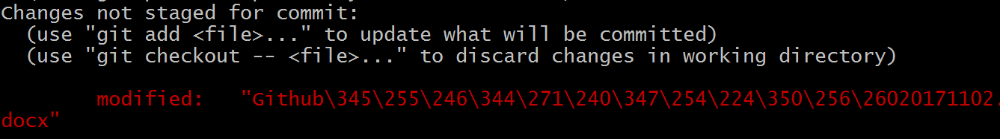 Changes not staged for commit:
(use "git add <file>..." to update what will be committed)
(use "git checkout -- <file>..." to discard changes in working directory)
modified: "Github\345\255\246\344\271\240\347\254\224\350\256\26020171102.
docx"